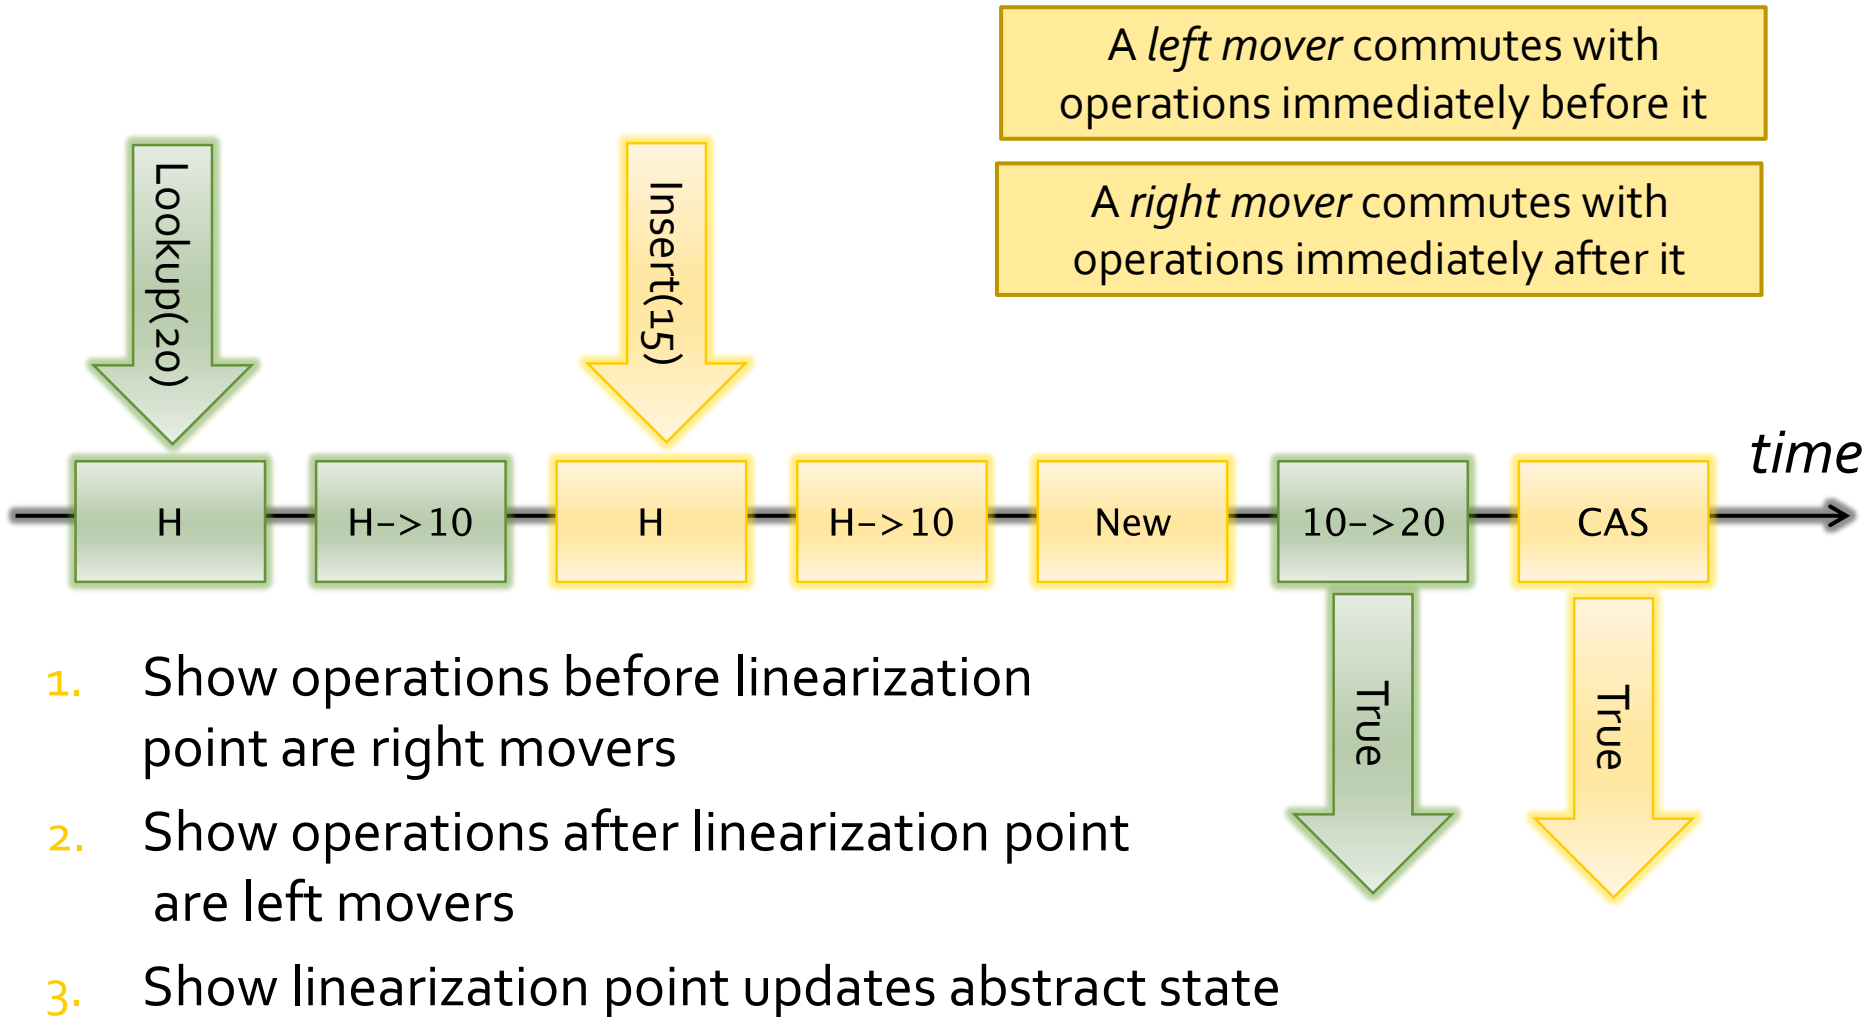 A left mover commutes with
operations immediately before it
A right mover commutes with
operations immediately after it
Lookup(20)
Insert(15)
time
H
H->10
H
H->10
New
10->20
CAS
True
True
1. Show operations before linearization
point are right movers
2. Show operations after linearization point
are left movers
3. Show linearization point updates abstract state